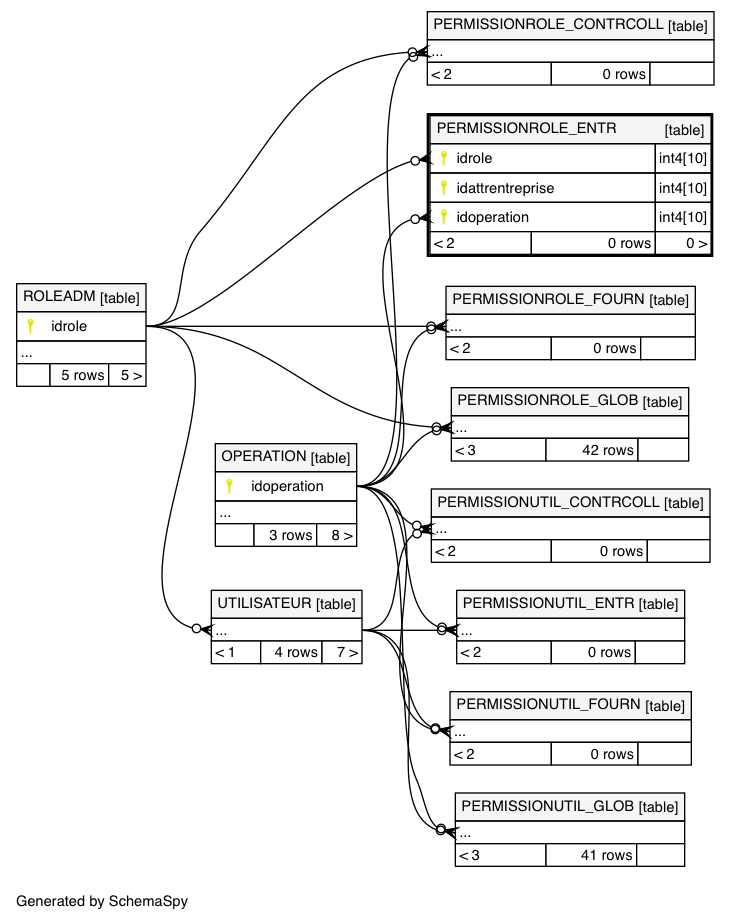 PERMISSIONROLE_CONTRCOLL [table]
...
< 2 0 rows
PERMISSIONROLE_ENTR [table]
idrole int4[10]
idattrentreprise int4[10]
idoperation int4[10]
< 2 0 rows 0 >
ROLEADM [table]
idrole
...
5 rows 5 >
PERMISSIONROLE_FOURN [table]
...
< 2 0 rows
PERMISSIONROLE_GLOB [table]
...
< 3 42 rows
OPERATION [table]
idoperation
...
3 rows 8 >
PERMISSIONUTIL_CONTRCOLL [table]
...
< 2 0 rows
UTILISATEUR [table]
...
< 1 4 rows 7 >
PERMISSIONUTIL_ENTR [table]
...
< 2 0 rows
PERMISSIONUTIL_FOURN [table]
...
< 2 0 rows
PERMISSIONUTIL_GLOB [table]
...
< 3 41 rows
Generated by SchemaSpy